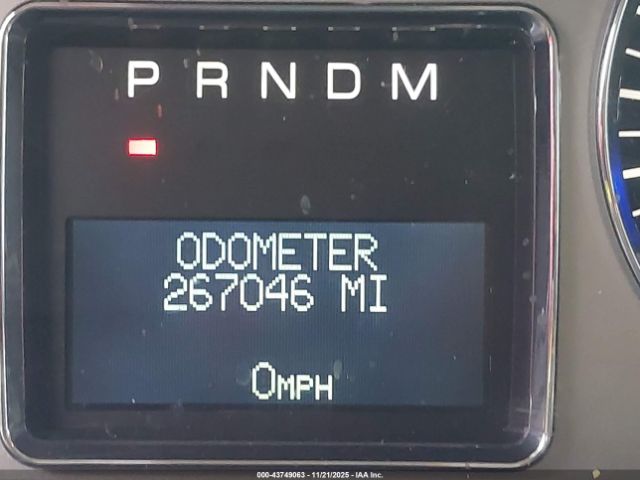 P R N D M
ODOMETER
267046 MI
0MPH
000-43749063 - 11/21/2025 - IAA Inc.